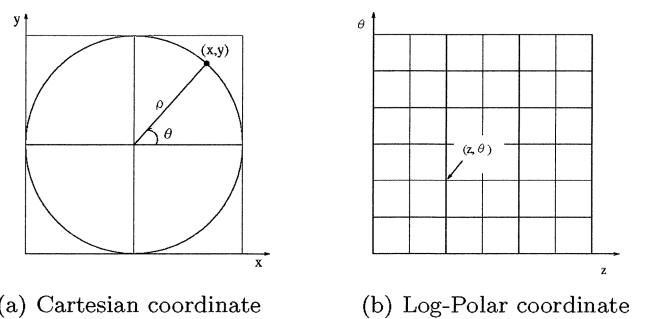 y
(x,y)
ρ
θ
x
θ
(z, θ)
z
(a) Cartesian coordinate
(b) Log-Polar coordinate